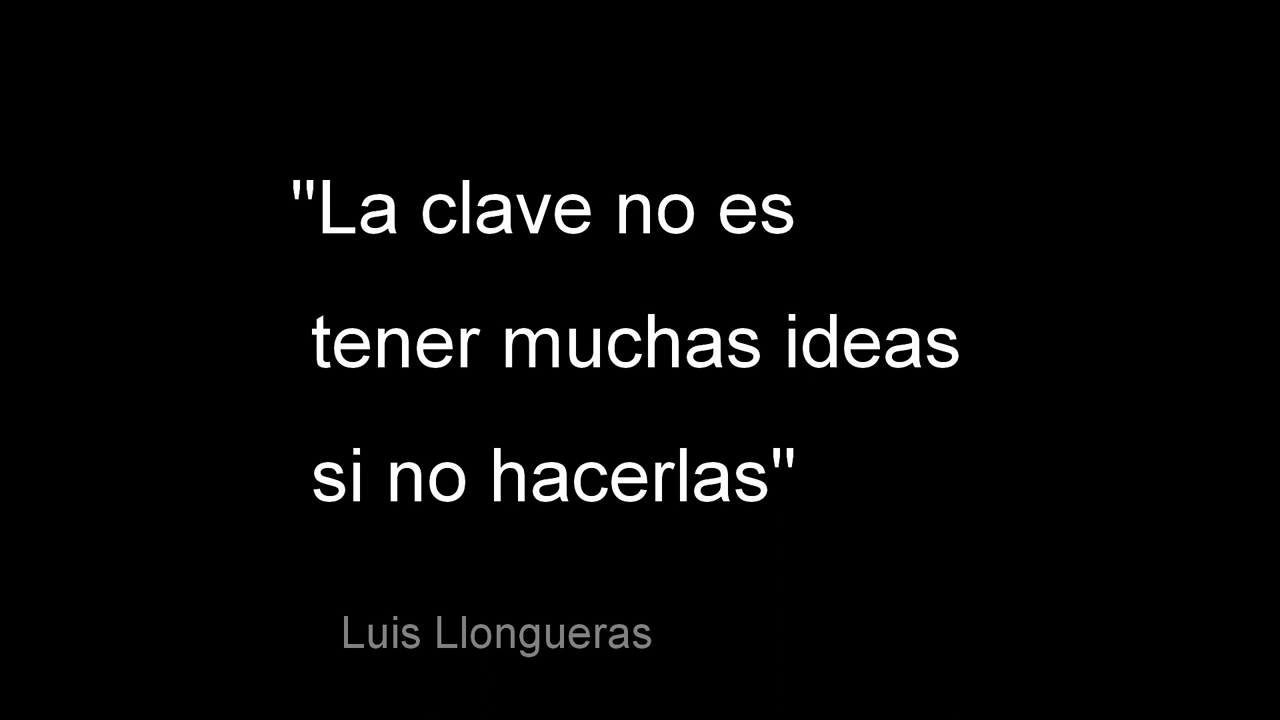 "La clave no es
tener muchas ideas
si no hacerlas"
Luis Llongueras